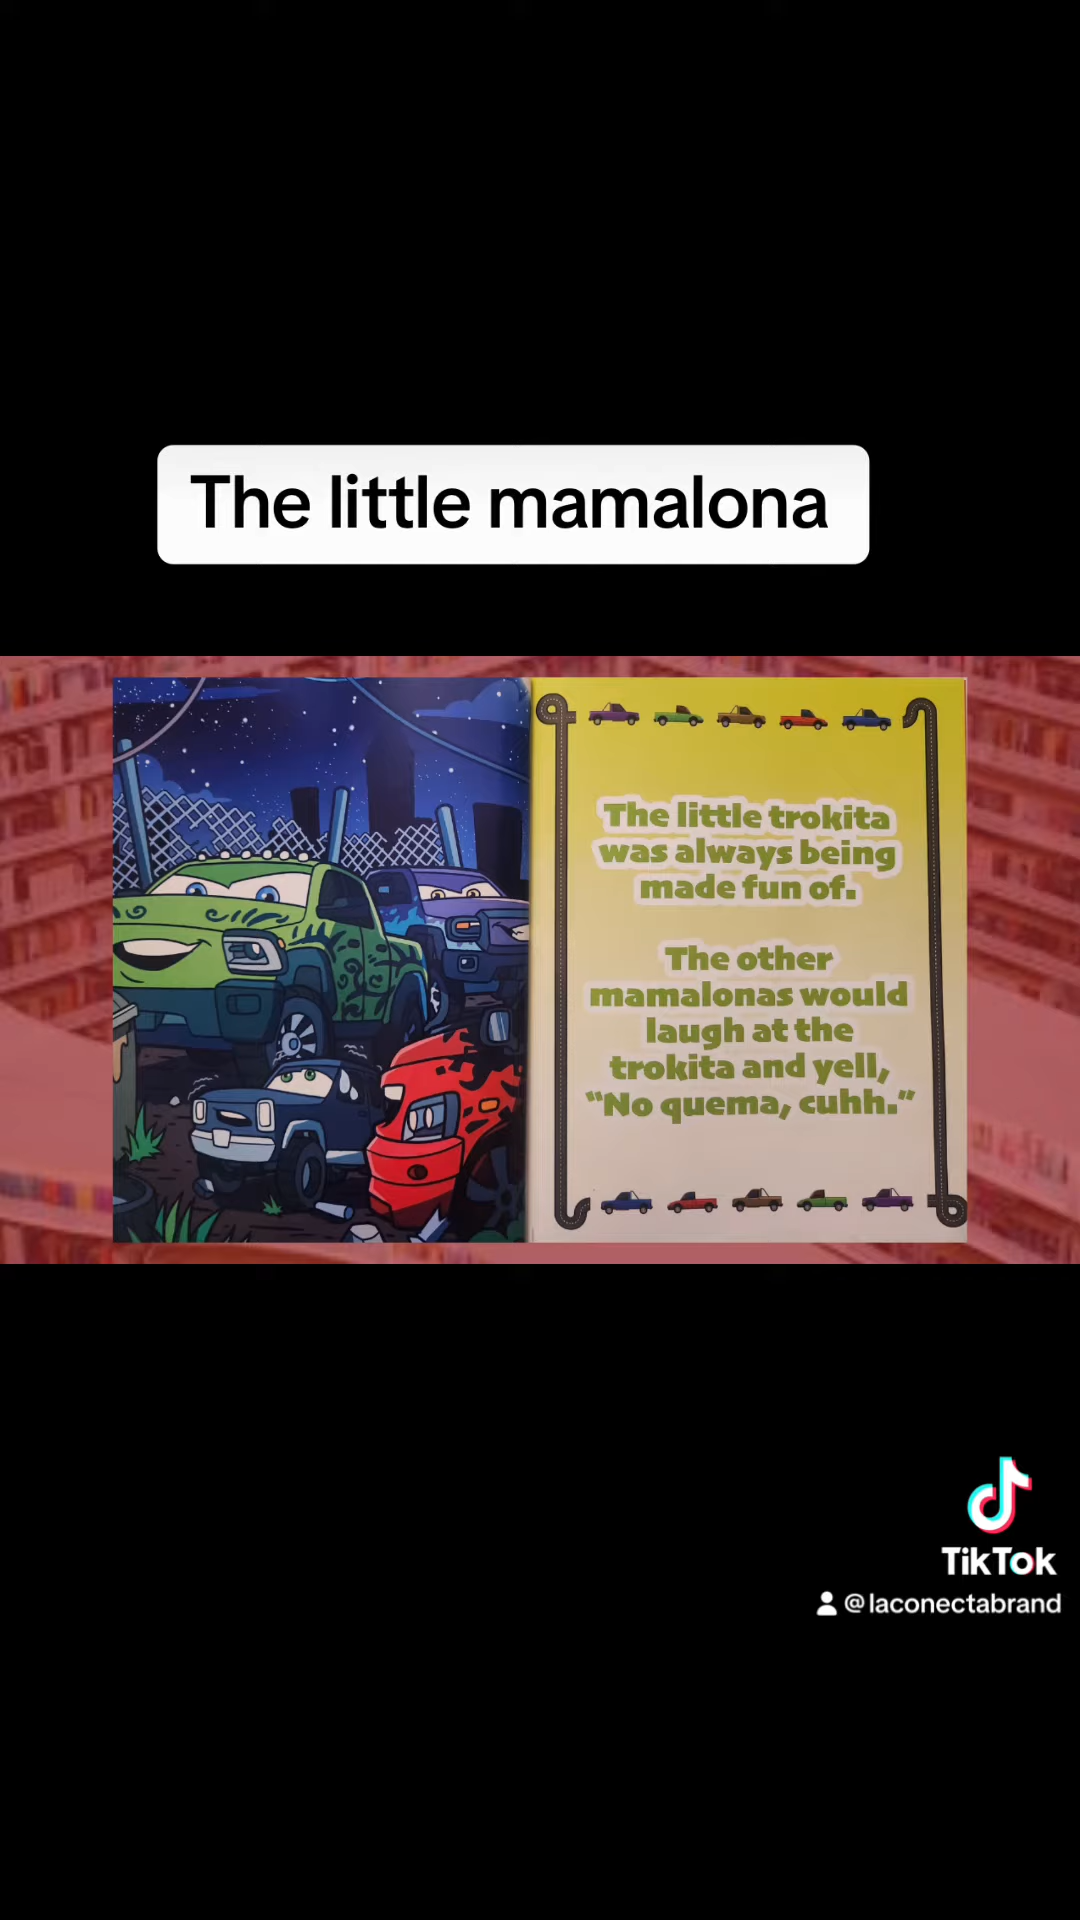 The little mamalona
The little trokita
was always being
made fun of.
The other
mamalonas would
laugh at the
trokita and yell,
"No quema, cuhh."
TikTok
@laconectabrand